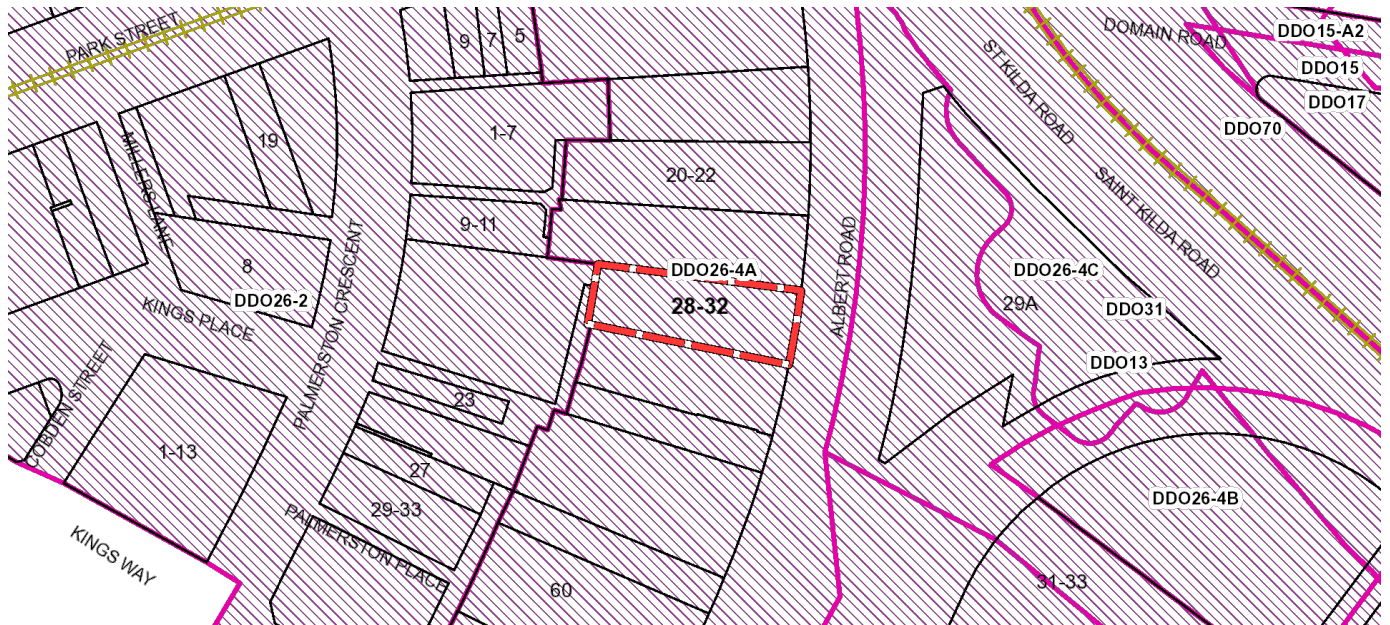 PARK STREET
9
7
5
DOMAIN ROAD
DDO15-A2
DDO15
DDO17
DDO70
ST KILDA ROAD
SAINT KILDA ROAD
19
1-7
MILLERS LANE
20-22
9-11
8
DDO26-2
PALMERSTON CRESCENT
KINGS PLACE
DDO26-4A
28-32
ALBERT ROAD
DDO26-4C
29A
DDO31
DDO13
COBDEN STREET
23
1-13
27
29-33
PALMERSTON PLACE
KINGS WAY
60
DDO26-4B
31-33